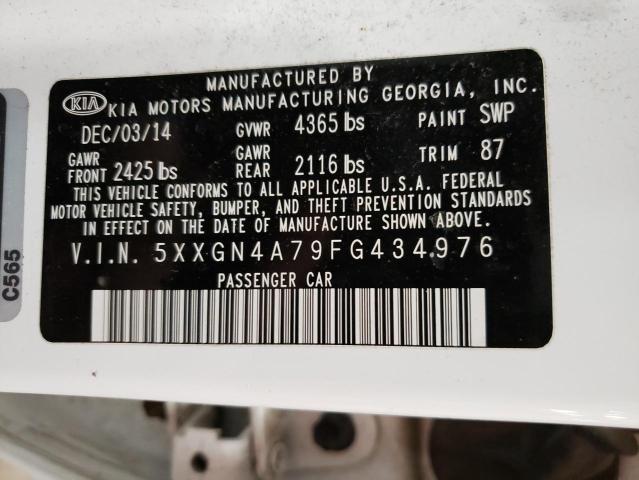 MANUFACTURED BY
KIA KIA MOTORS MANUFACTURING GEORGIA, INC.
DEC/03/14 GVWR 4365 lbs PAINT SWP
GAWR FRONT 2425 lbs GAWR REAR 2116 lbs TRIM 87
THIS VEHICLE CONFORMS TO ALL APPLICABLE U.S.A. FEDERAL
MOTOR VEHICLE SAFETY, BUMPER, AND THEFT PREVENTION STANDARDS
IN EFFECT ON THE DATE OF MANUFACTURE SHOWN ABOVE.
V.I.N. 5XXGN4A79FG434976
PASSENGER CAR
C565